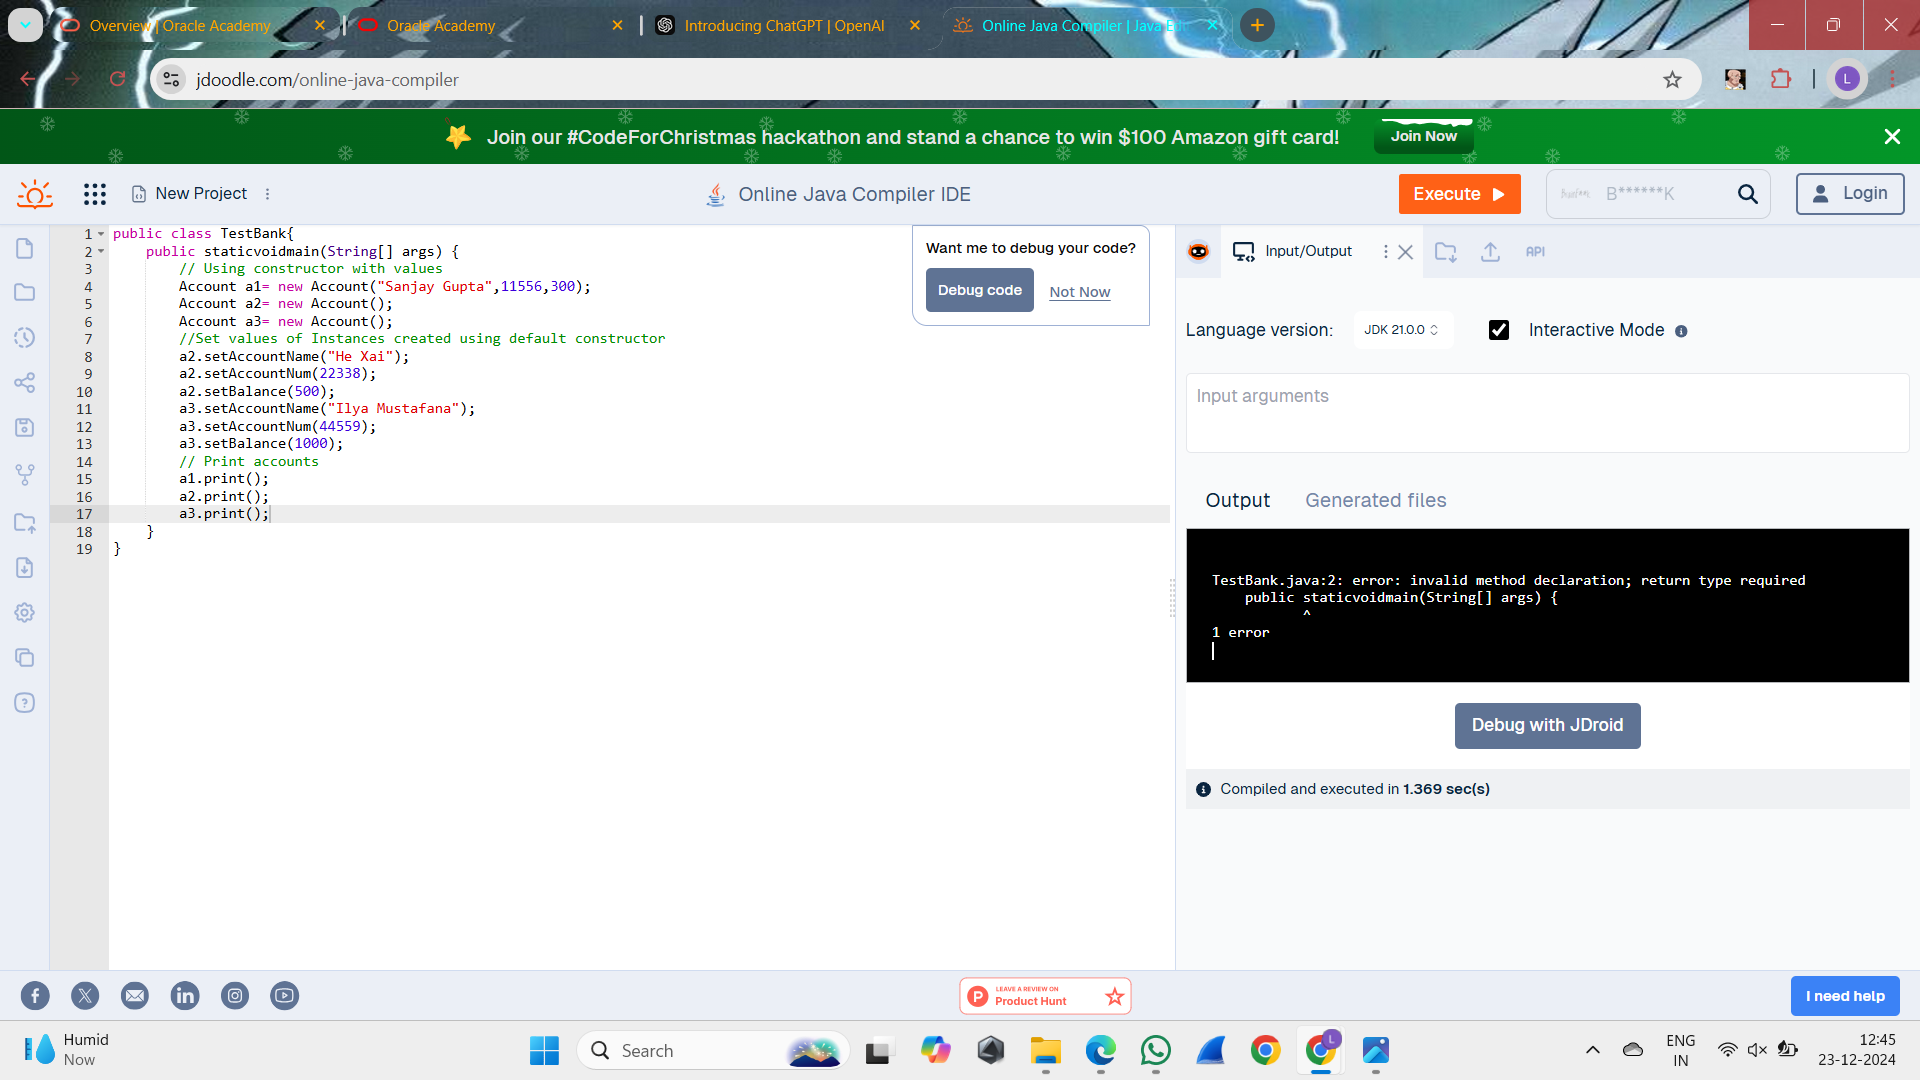 Overview | Oracle Academy
Oracle Academy
Introducing ChatGPT | OpenAI
Online Java Compiler | Java Ed
jdoodle.com/online-java-compiler
L
Join our #CodeForChristmas hackathon and stand a chance to win $100 Amazon gift card!
Join Now
New Project
Online Java Compiler IDE
Execute
B******K
Login
1 public class TestBank{
2 public staticvoidmain(String[] args) {
3 // Using constructor with values
4 Account a1= new Account("Sanjay Gupta",11556,300);
5 Account a2= new Account();
6 Account a3= new Account();
7 //Set values of Instances created using default constructor
8 a2.setAccountName("He Xai");
9 a2.setAccountNum(22338);
10 a2.setBalance(500);
11 a3.setAccountName("Ilya Mustafana");
12 a3.setAccountNum(44559);
13 a3.setBalance(1000);
14 // Print accounts
15 a1.print();
16 a2.print();
17 a3.print();
18 }
19 }
Want me to debug your code?
Debug code
Not Now
Input/Output
API
Language version:
JDK 21.0.0
Interactive Mode
Input arguments
Output
Generated files
TestBank.java:2: error: invalid method declaration; return type required
public staticvoidmain(String[] args) {
^
1 error
Debug with JDroid
Compiled and executed in 1.369 sec(s)
LEAVE A REVIEW ON
Product Hunt
I need help
Humid
Now
Search
L
ENG
IN
12:45
23-12-2024